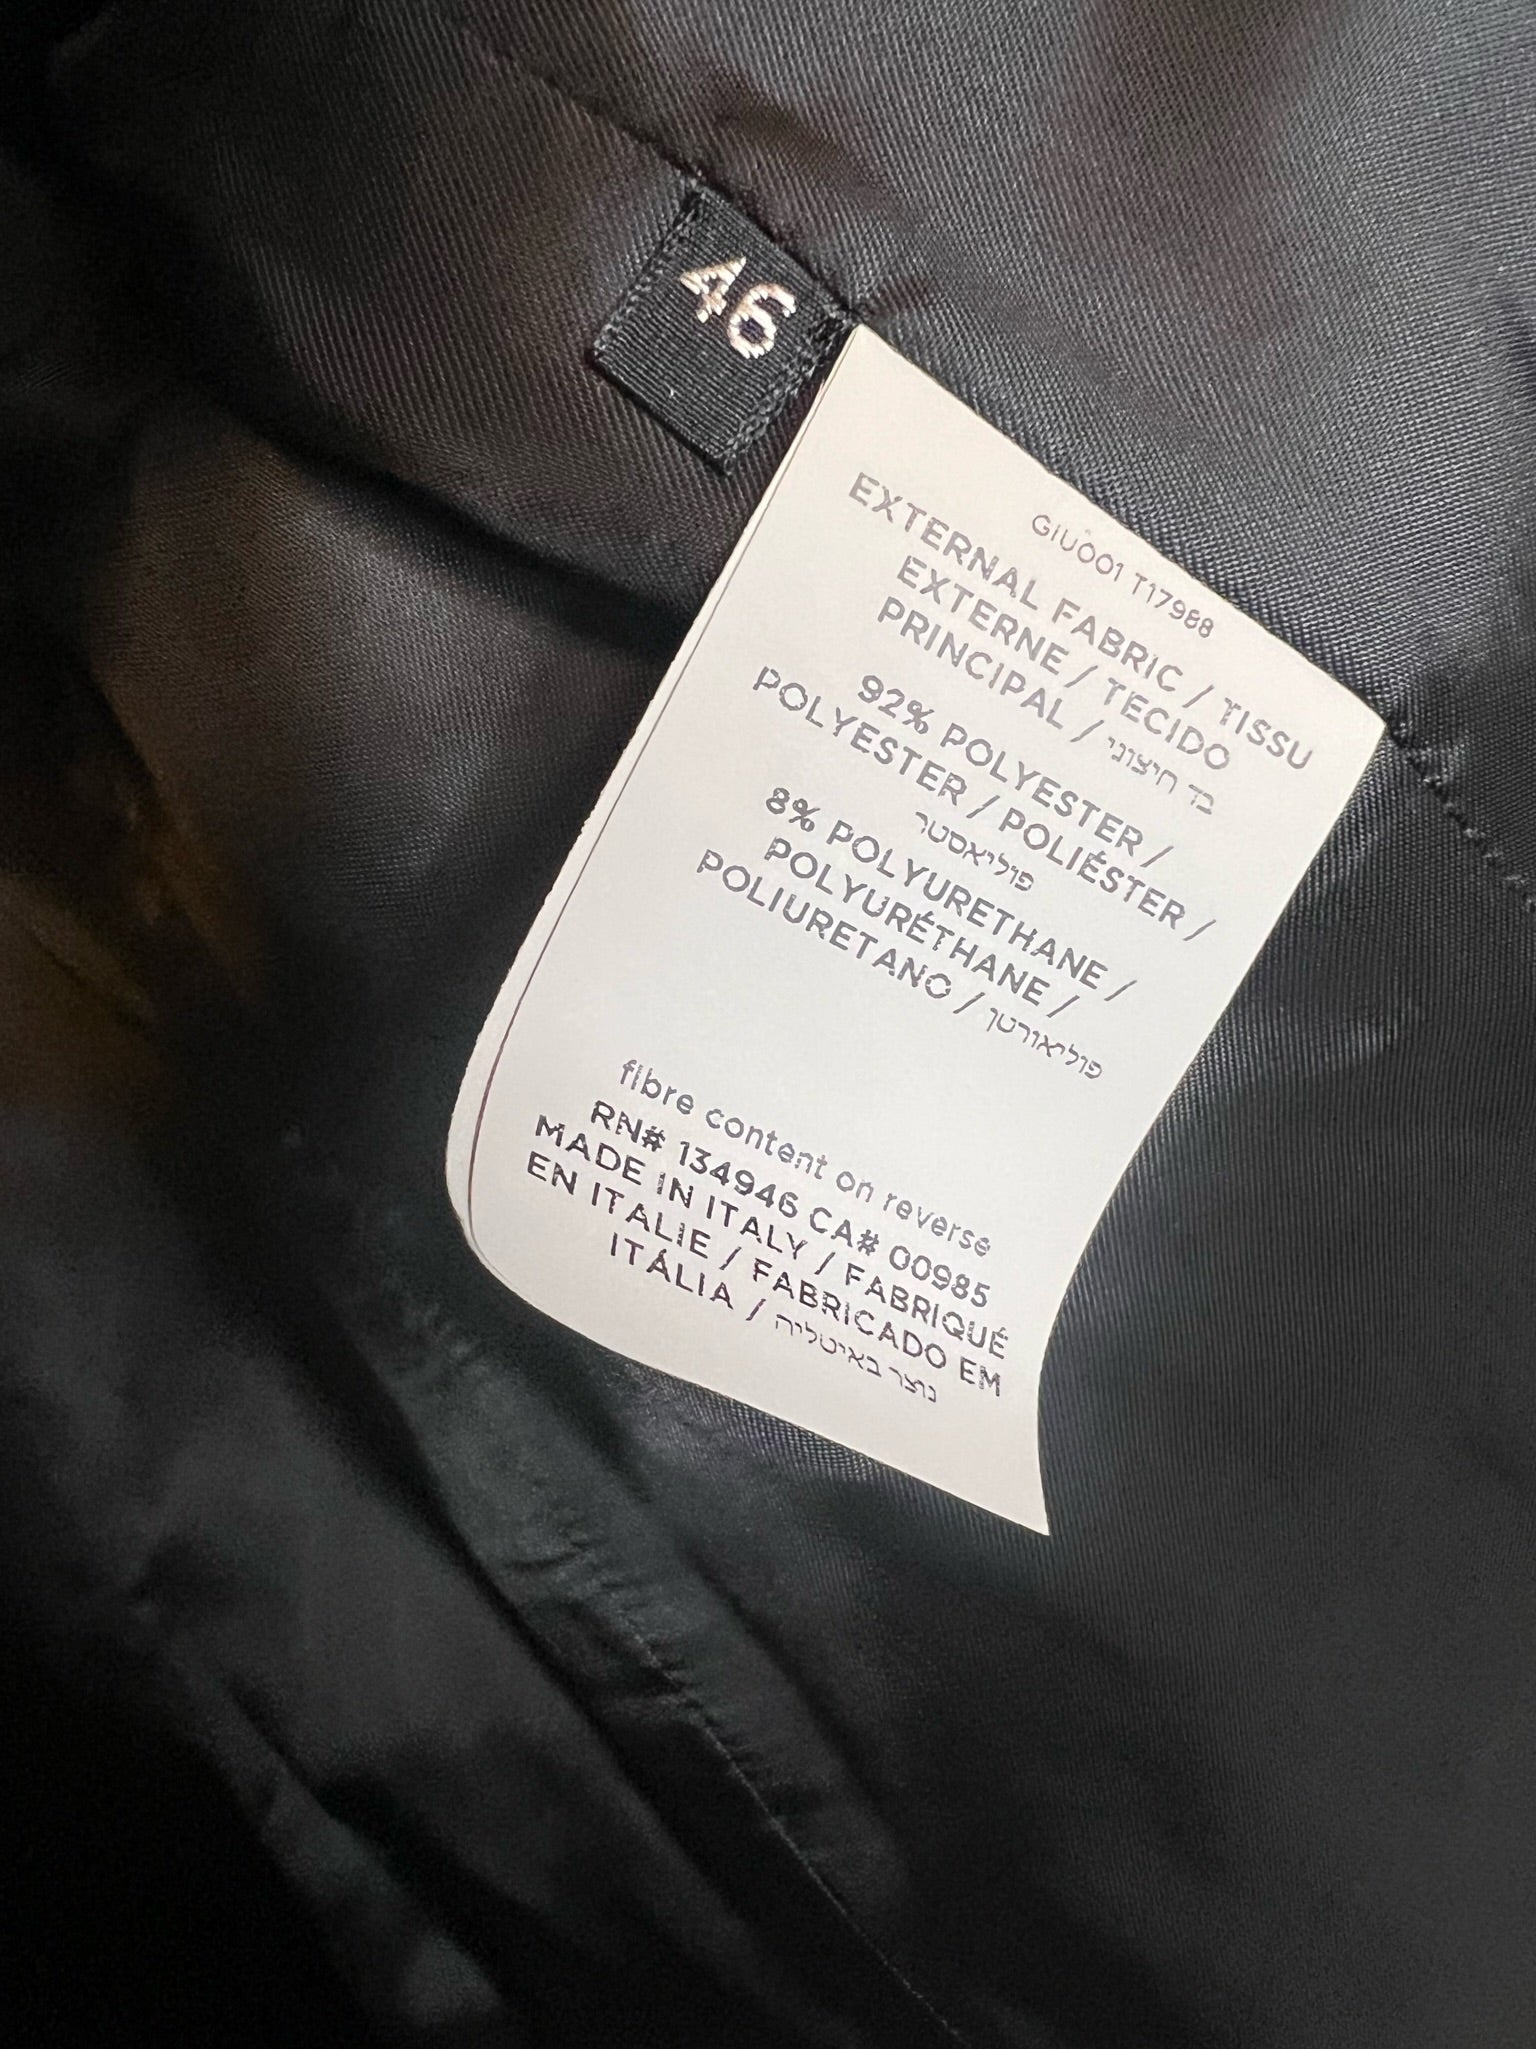 46
GIU001 T17988
EXTERNAL FABRIC / TISSU
EXTERNE / TECIDO
PRINCIPAL / בד חיצוני
92% POLYESTER /
POLYESTER / POLIÉSTER /
פוליאסטר
8% POLYURETHANE /
POLYURÉTHANE /
POLIURETANO / פוליאורטן
fibre content on reverse
RN# 134946 CA# 00985
MADE IN ITALY / FABRIQUÉ
EN ITALIE / FABRICADO EM
ITÁLIA / נוצר באיטליה